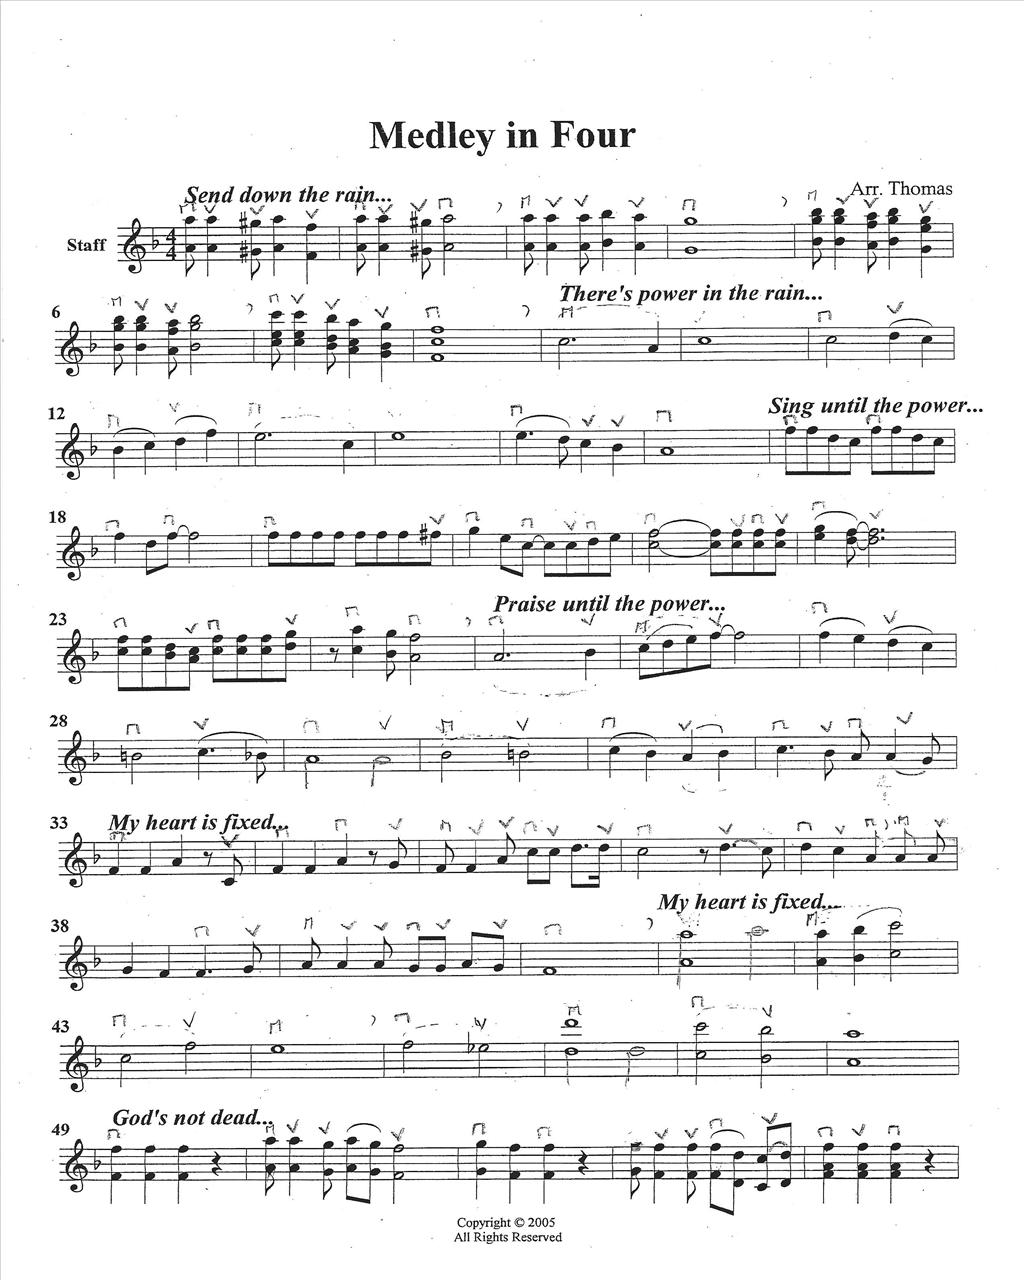 Medley in Four
Arr. Thomas
Send down the rain...
Staff
4
4
There's power in the rain...
6
Sing until the power...
12
18
Praise until the power...
23
28
My heart is fixed...
33
My heart is fixed...
38
43
God's not dead...
49
Copyright © 2005
All Rights Reserved